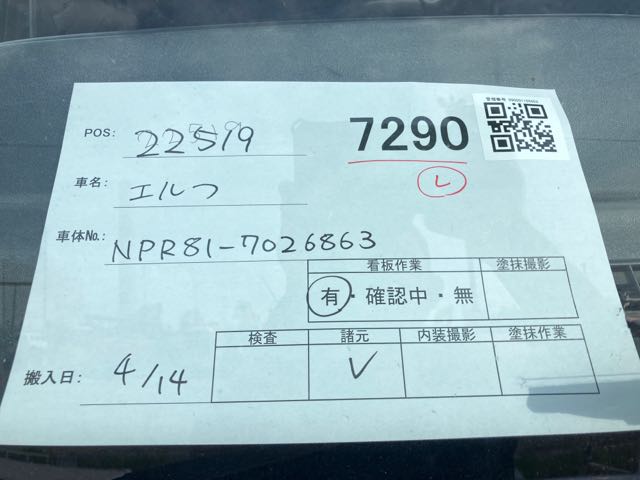 7290
POS: 22519
L
車名: エルフ
車体No.: NPR81-7026863
看板作業 塗抹撮影
有・確認中・無
検査 諸元 内装撮影 塗抹作業
搬入日: 4/14 ✓